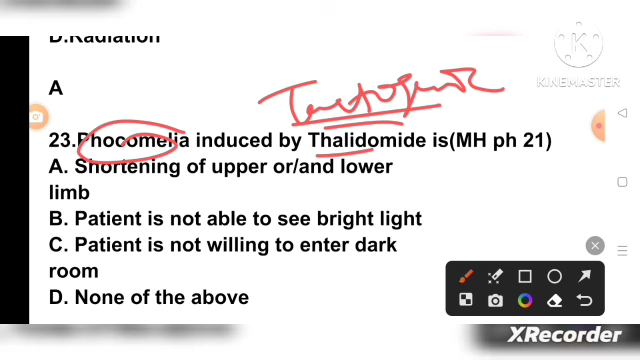 D.Radiation
KINEMASTER
A
23.Phocomelia induced by Thalidomide is(MH ph 21)
A. Shortening of upper or/and lower
limb
B. Patient is not able to see bright light
C. Patient is not willing to enter dark
room
D. None of the above
XRecorder